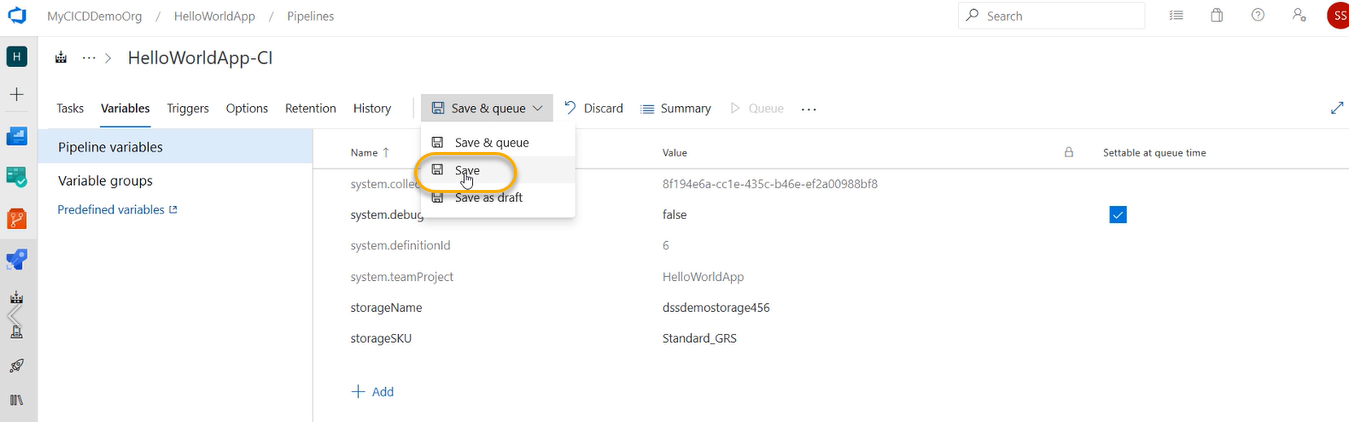 MyCICDDemoOrg / HelloWorldApp / Pipelines
Search
SS
H
... > HelloWorldApp-CI
Tasks Variables Triggers Options Retention History Save & queue Discard Summary Queue ...
Pipeline variables
Variable groups
Predefined variables
Save & queue
Save
Save as draft
Name ↑ Value Settable at queue time
system.collec 8f194e6a-cc1e-435c-b46e-ef2a00988bf8
system.debug false
system.definitionId 6
system.teamProject HelloWorldApp
storageName dssdemostorage456
storageSKU Standard_GRS
+ Add